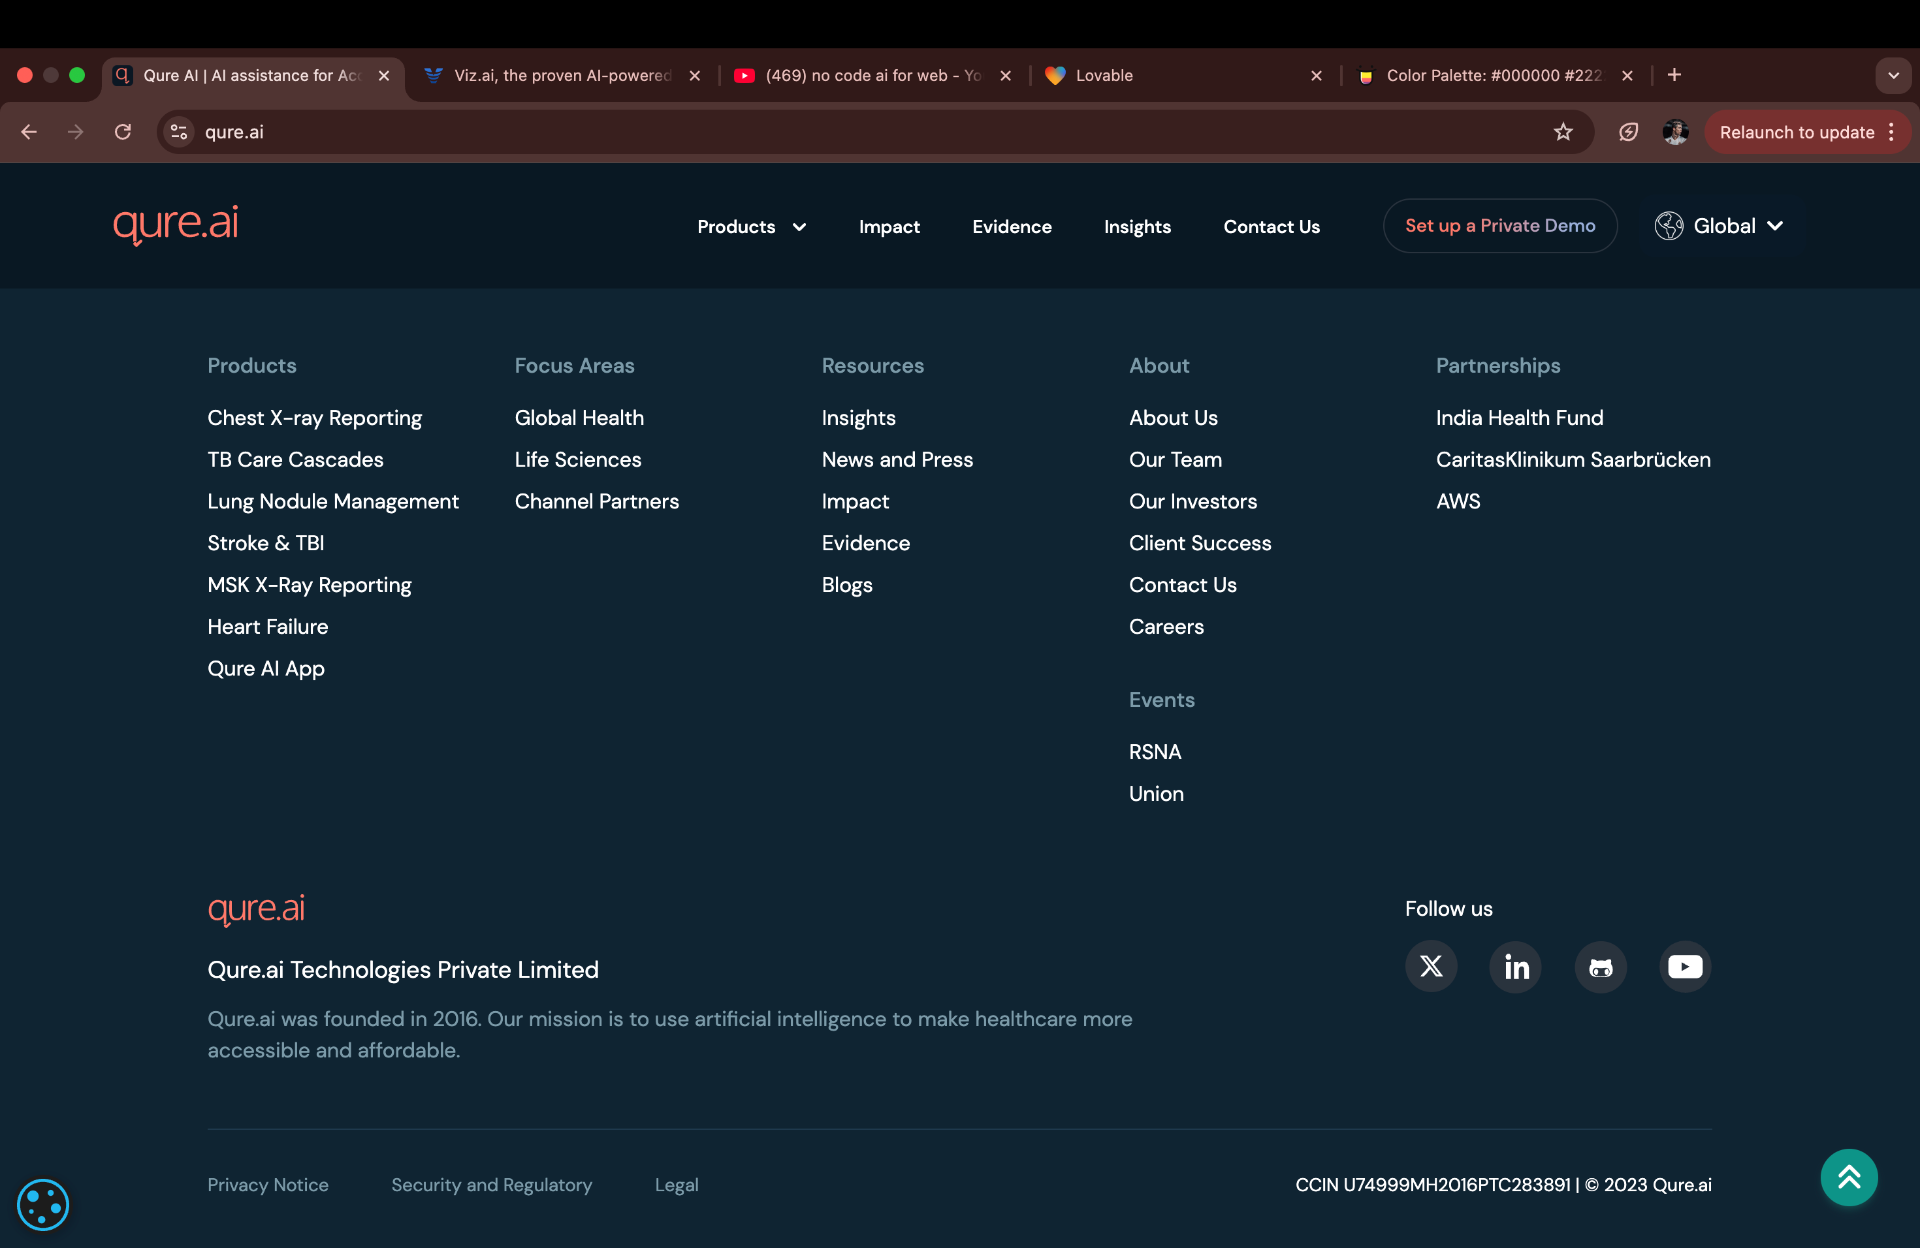 Qure AI | AI assistance for Acc
Viz.ai, the proven AI-powered
(469) no code ai for web - Yo
Lovable
Color Palette: #000000 #222
qure.ai
Relaunch to update
qure.ai
Products
Impact
Evidence
Insights
Contact Us
Set up a Private Demo
Global
Products
Chest X-ray Reporting
TB Care Cascades
Lung Nodule Management
Stroke & TBI
MSK X-Ray Reporting
Heart Failure
Qure AI App
Focus Areas
Global Health
Life Sciences
Channel Partners
Resources
Insights
News and Press
Impact
Evidence
Blogs
About
About Us
Our Team
Our Investors
Client Success
Contact Us
Careers
Events
RSNA
Union
Partnerships
India Health Fund
CaritasKlinikum Saarbrücken
AWS
qure.ai
Qure.ai Technologies Private Limited
Qure.ai was founded in 2016. Our mission is to use artificial intelligence to make healthcare more
accessible and affordable.
Follow us
Privacy Notice
Security and Regulatory
Legal
CCIN U74999MH2016PTC283891 | © 2023 Qure.ai